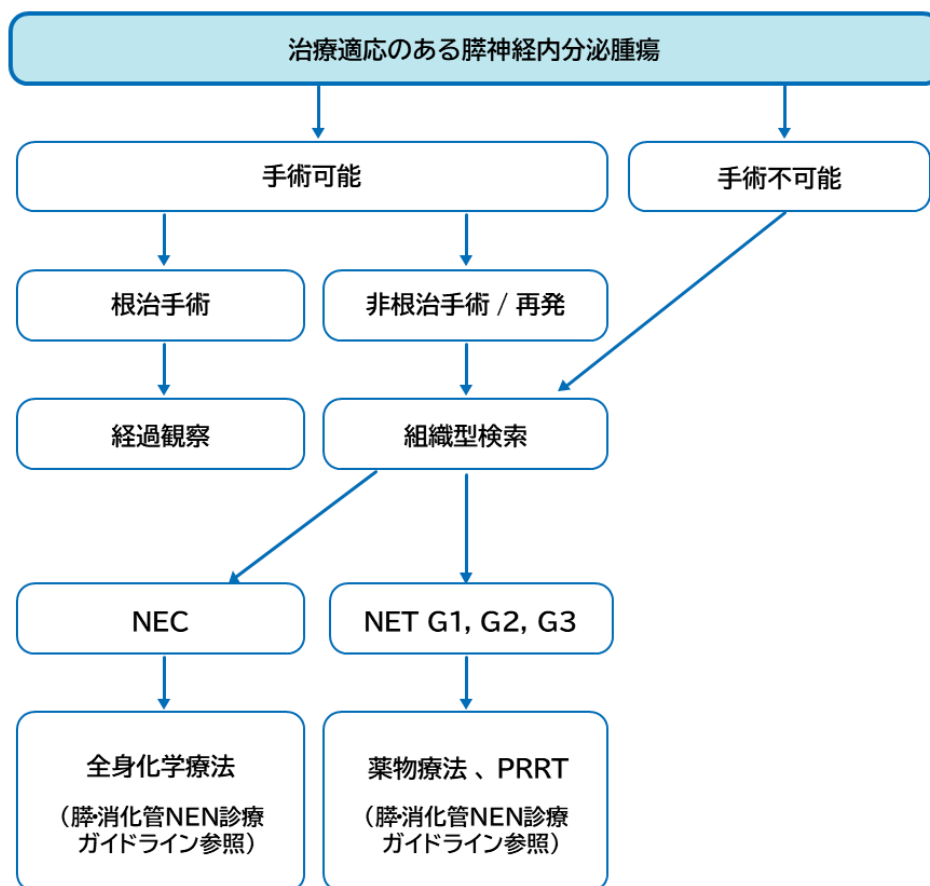 治療適応のある膵神経内分泌腫瘍
手術可能
手術不可能
根治手術
非根治手術 / 再発
経過観察
組織型検索
NEC
NET G1, G2, G3
全身化学療法
（膵・消化管NEN診療
ガイドライン参照）
薬物療法 、PRRT
（膵・消化管NEN診療
ガイドライン参照）